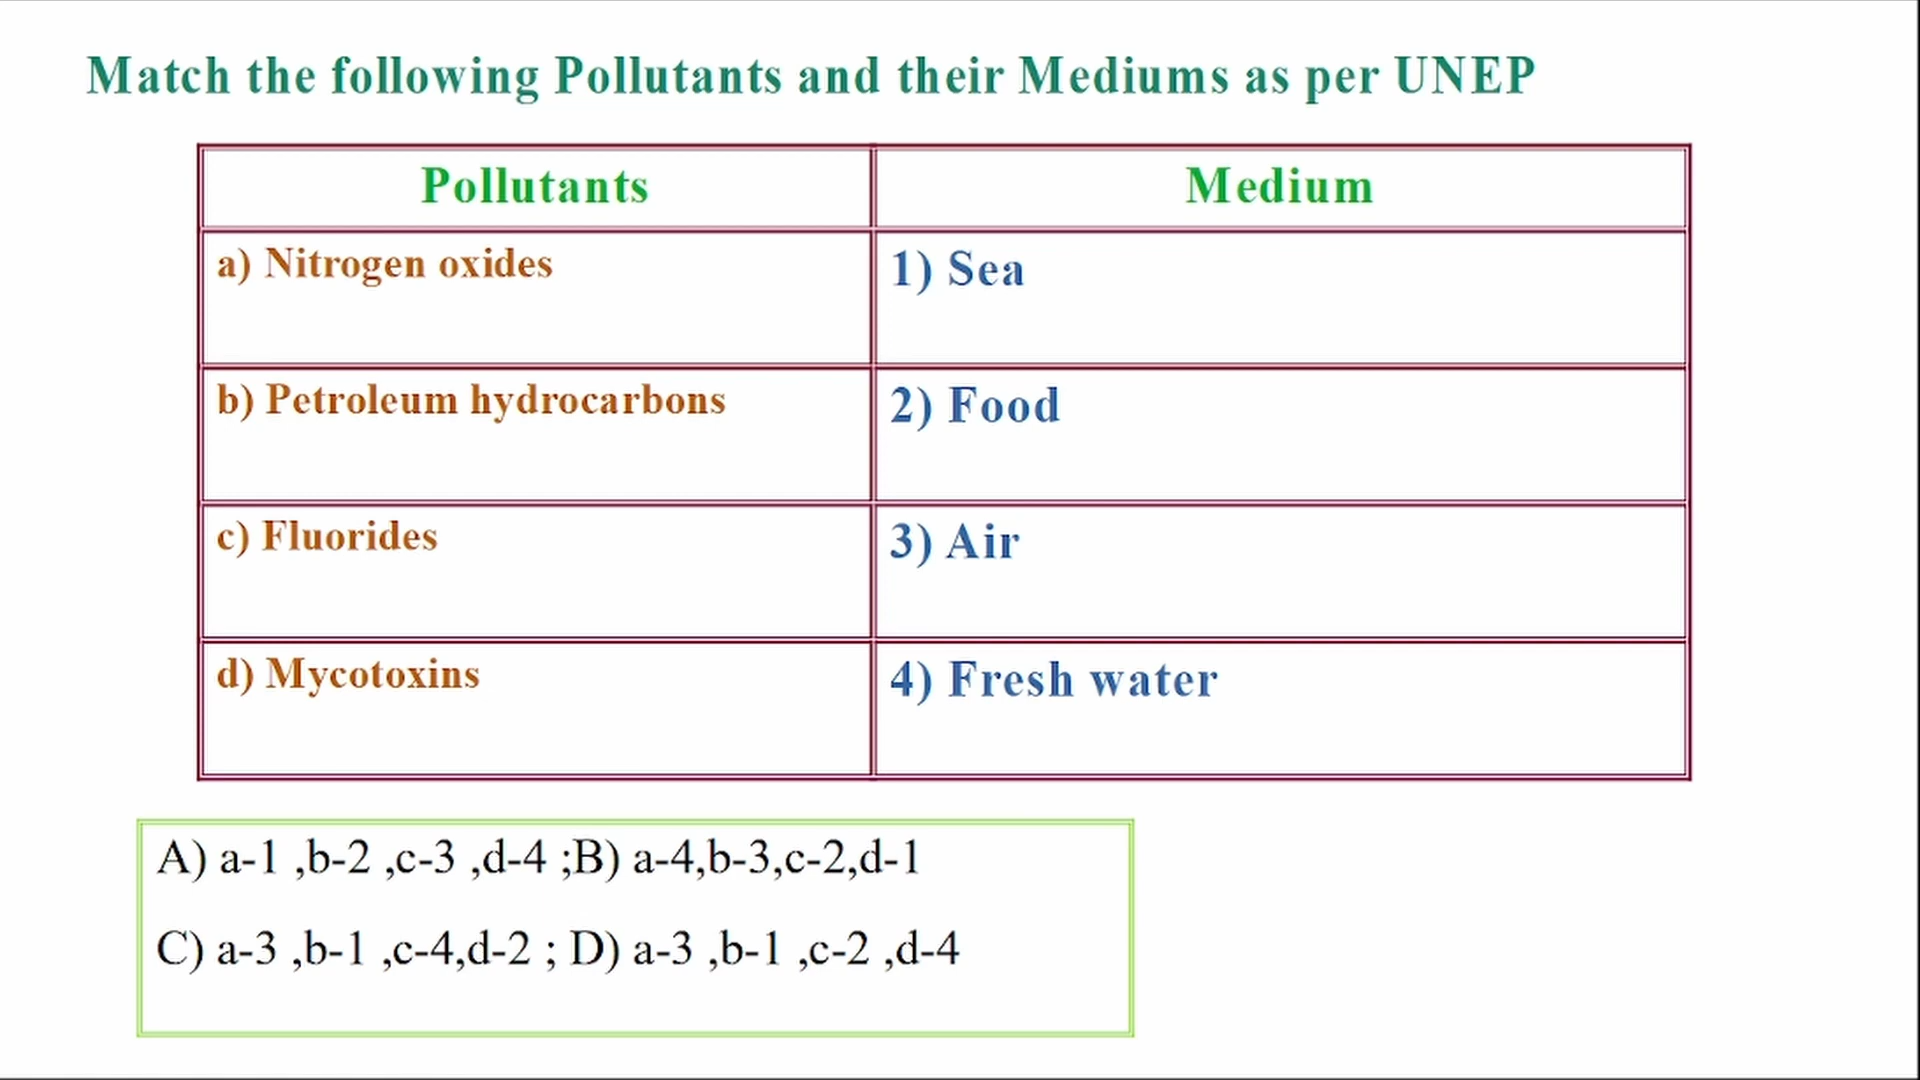 Match the following Pollutants and their Mediums as per UNEP
Pollutants Medium
a) Nitrogen oxides 1) Sea
b) Petroleum hydrocarbons 2) Food
c) Fluorides 3) Air
d) Mycotoxins 4) Fresh water
A) a-1 ,b-2 ,c-3 ,d-4 ;B) a-4,b-3,c-2,d-1
C) a-3 ,b-1 ,c-4,d-2 ; D) a-3 ,b-1 ,c-2 ,d-4